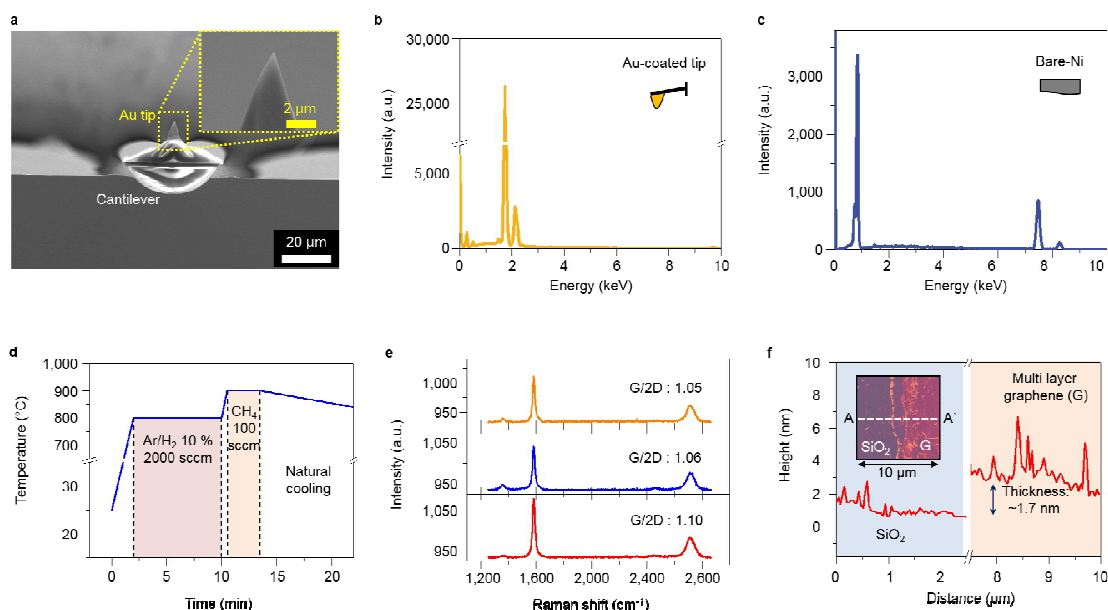 a
Au tip
2 µm
Cantilever
20 µm
b
30,000
25,000
5,000
0
Intensity (a.u.)
Au-coated tip
0 2 4 6 8 10
Energy (keV)
c
3,000
2,000
1,000
0
Intensity (a.u.)
Bare-Ni
0 2 4 6 8 10
Energy (keV)
d
1,000
900
800
700
30
20
Temperature (°C)
Ar/H2 10 %
2000 sccm
CH4
100
sccm
Natural
cooling
0 5 10 15 20
Time (min)
e
1,000
950
1,050
950
1,050
950
Intensity (a.u.)
G/2D : 1.05
G/2D : 1.06
G/2D : 1.10
1,200 1,600 2,000 2,400 2,600
Raman shift (cm-1)
f
10
8
6
4
2
0
Height (nm)
A A`
SiO2 G
10 µm
Multi layer
graphene (G)
Thickness:
~1.7 nm
SiO2
0 1 2 8 9 10
Distance (µm)